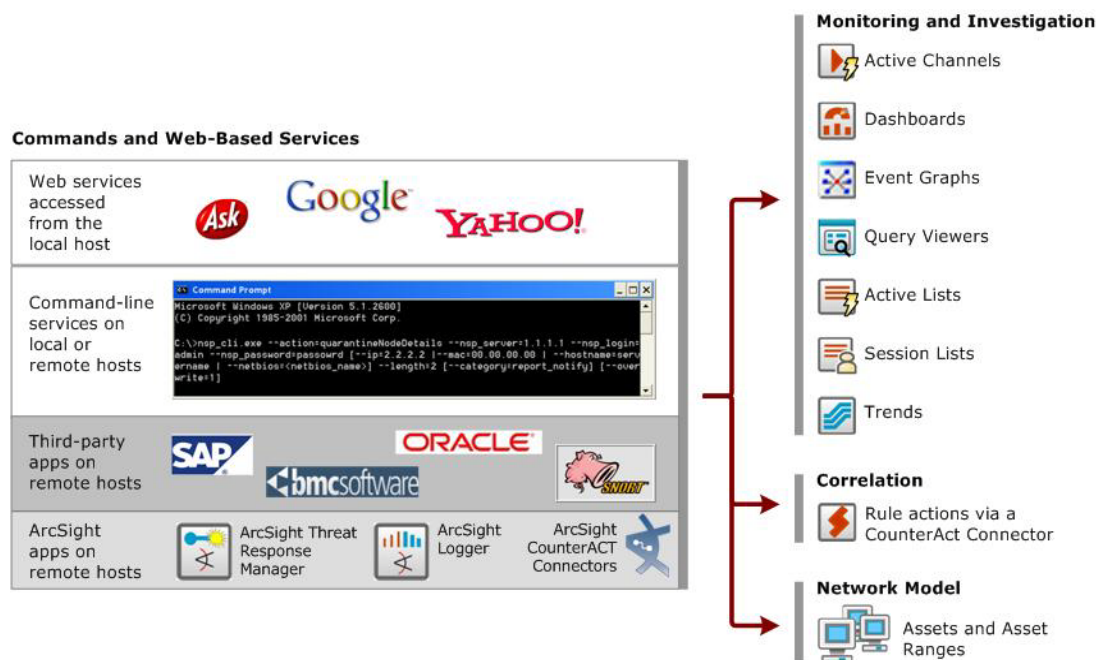 Commands and Web-Based Services
Web services
accessed
from the
local host
Ask
Google
YAHOO!
Command-line
services on
local or
remote hosts
Command Prompt
Microsoft Windows XP [Version 5.1.2600]
(C) Copyright 1985-2001 Microsoft Corp.
C:\>nsp_cli.exe --action=quarantineNodeDetails --nsp_server=1.1.1.1 --nsp_login=
admin --nsp_password=passowrd [--ip=2.2.2.2 |--mac=00.00.00.00 | --hostname=serv
ername | --netbios=<netbios_name>] --length=2 [--category=report_notify] [--over
write=1]
Third-party
apps on
remote hosts
SAP
bmcsoftware
ORACLE
SNORT
ArcSight
apps on
remote hosts
ArcSight Threat
Response
Manager
ArcSight
Logger
ArcSight
CounterACT
Connectors
Monitoring and Investigation
Active Channels
Dashboards
Event Graphs
Query Viewers
Active Lists
Session Lists
Trends
Correlation
Rule actions via a
CounterAct Connector
Network Model
Assets and Asset
Ranges